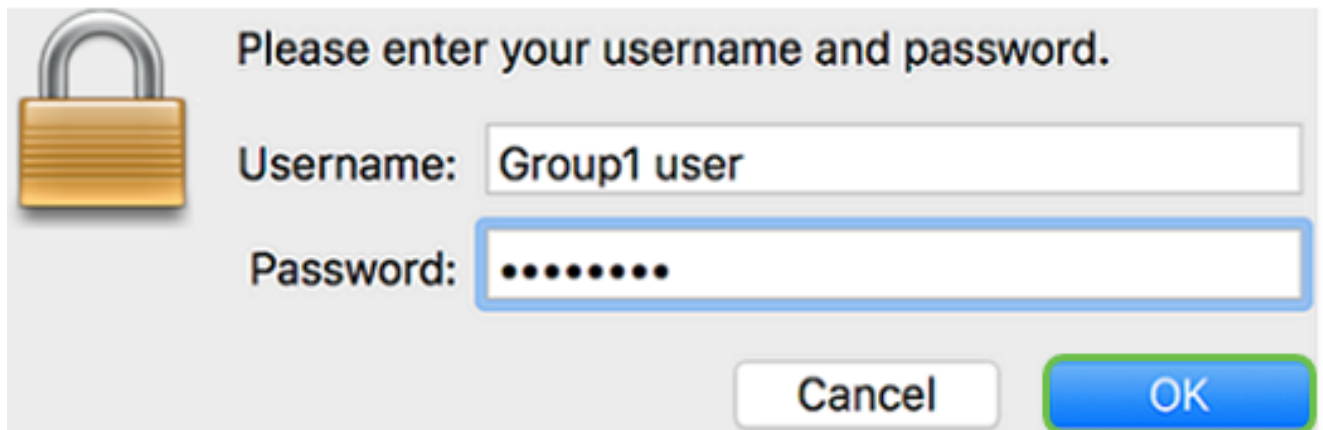 Please enter your username and password.
Username: Group1 user
Password: ••••••••
Cancel OK